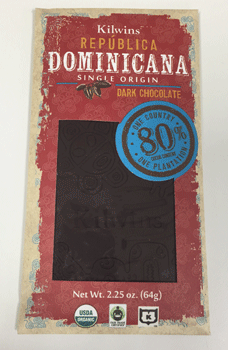 Kilwins®
REPÚBLICA
DOMINICANA
SINGLE ORIGIN
DARK CHOCOLATE
ONE COUNTRY
80%
ONE PLANTATION
Kilwins
Net Wt. 2.25 oz. (64g)
USDA
ORGANIC
K